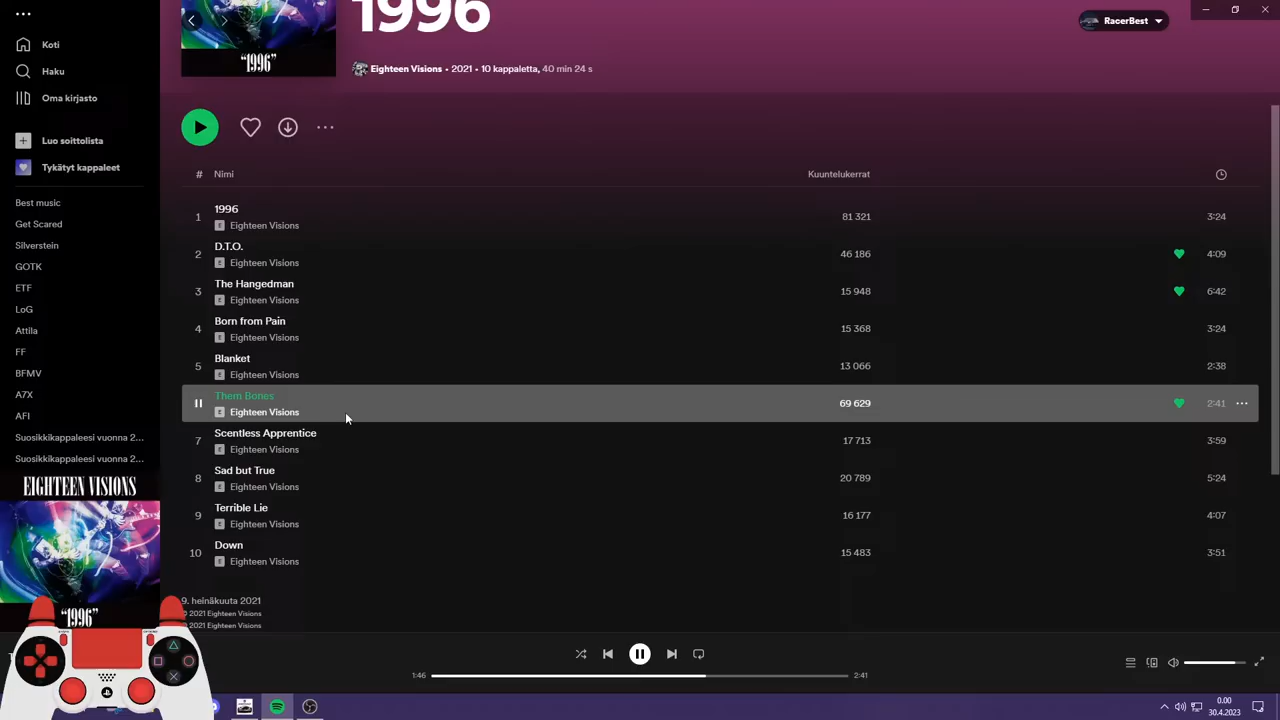 1996
RacerBest
"1996"
Eighteen Visions • 2021 • 10 kappaletta, 40 min 24 s
Koti
Haku
Oma kirjasto
Luo soittolista
Tykätyt kappaleet
Best music
Get Scared
Silverstein
GOTK
ETF
LoG
Attila
FF
BFMV
A7X
AFI
Suosikkikappaleesi vuonna 2...
Suosikkikappaleesi vuonna 2...
EIGHTEEN VISIONS
"1996"
# Nimi Kuuntelukerrat
1 1996 81 321 3:24
E Eighteen Visions
2 D.T.O. 46 186 4:09
E Eighteen Visions
3 The Hangedman 15 948 6:42
E Eighteen Visions
4 Born from Pain 15 368 3:24
E Eighteen Visions
5 Blanket 13 066 2:38
E Eighteen Visions
Them Bones 69 629 2:41
E Eighteen Visions
7 Scentless Apprentice 17 713 3:59
E Eighteen Visions
8 Sad but True 20 789 5:24
E Eighteen Visions
9 Terrible Lie 16 177 4:07
E Eighteen Visions
10 Down 15 483 3:51
E Eighteen Visions
9. heinäkuuta 2021
© 2021 Eighteen Visions
2021 Eighteen Visions
1:46 2:41
0.00
30.4.2023